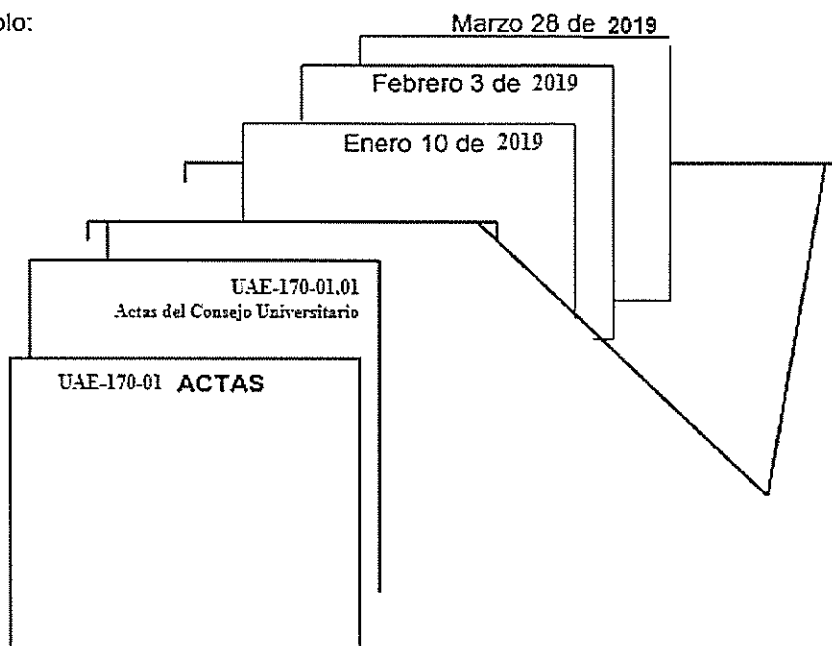 olo:
Marzo 28 de 2019
Febrero 3 de 2019
Enero 10 de 2019
UAE-170-01.01
Actas del Consejo Universitario
UAE-170-01 ACTAS